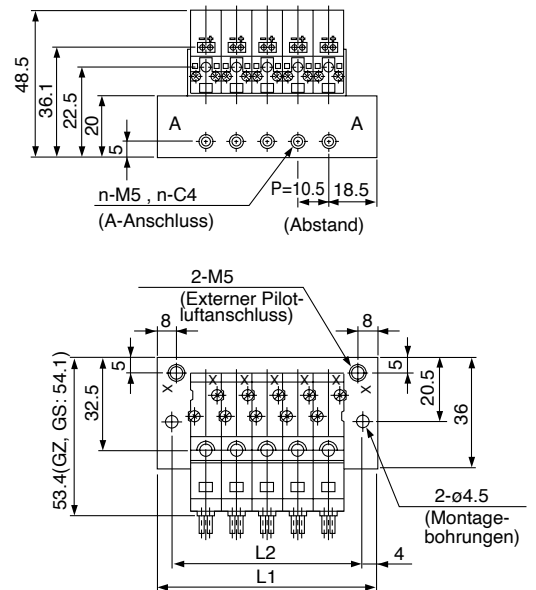 48.5
36.1
22.5
20
5
A
A
n-M5 , n-C4
(A-Anschluss)
P=10.5
18.5
(Abstand)
2-M5
(Externer Pilot-
luftanschluss)
8
8
5
5
32.5
53.4(GZ, GS: 54.1)
20.5
36
X
X
X X X X X
2-ø4.5
(Montage-
bohrungen)
L2
4
L1